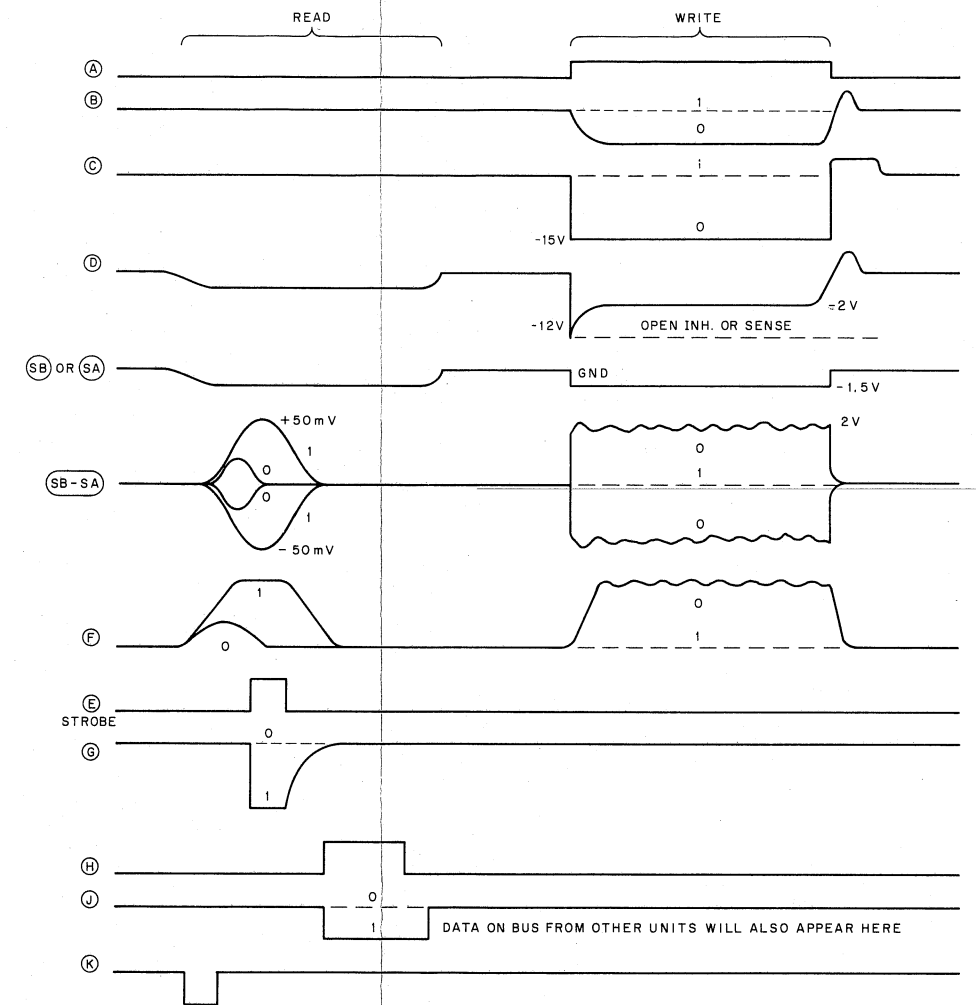 READ WRITE
A
B
1
0
C
1
0
-15V
D
-12V
-2V
OPEN INH. OR SENSE
SB OR SA
GND
-1.5V
+50mV
2V
1
0
0
SB-SA
0
1
1
0
-50mV
1
0
F
0
1
E
STROBE
0
G
1
H
0
J
1
DATA ON BUS FROM OTHER UNITS WILL ALSO APPEAR HERE
K